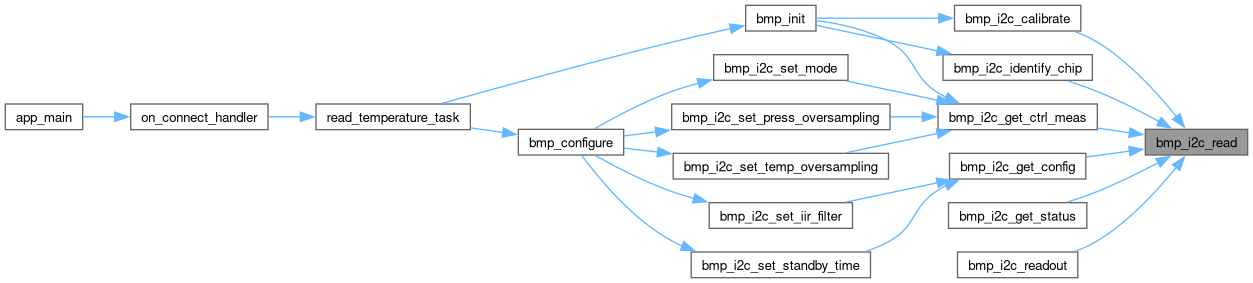 app_main
on_connect_handler
read_temperature_task
bmp_init
bmp_configure
bmp_i2c_set_mode
bmp_i2c_set_press_oversampling
bmp_i2c_set_temp_oversampling
bmp_i2c_set_iir_filter
bmp_i2c_set_standby_time
bmp_i2c_calibrate
bmp_i2c_identify_chip
bmp_i2c_get_ctrl_meas
bmp_i2c_get_config
bmp_i2c_get_status
bmp_i2c_readout
bmp_i2c_read